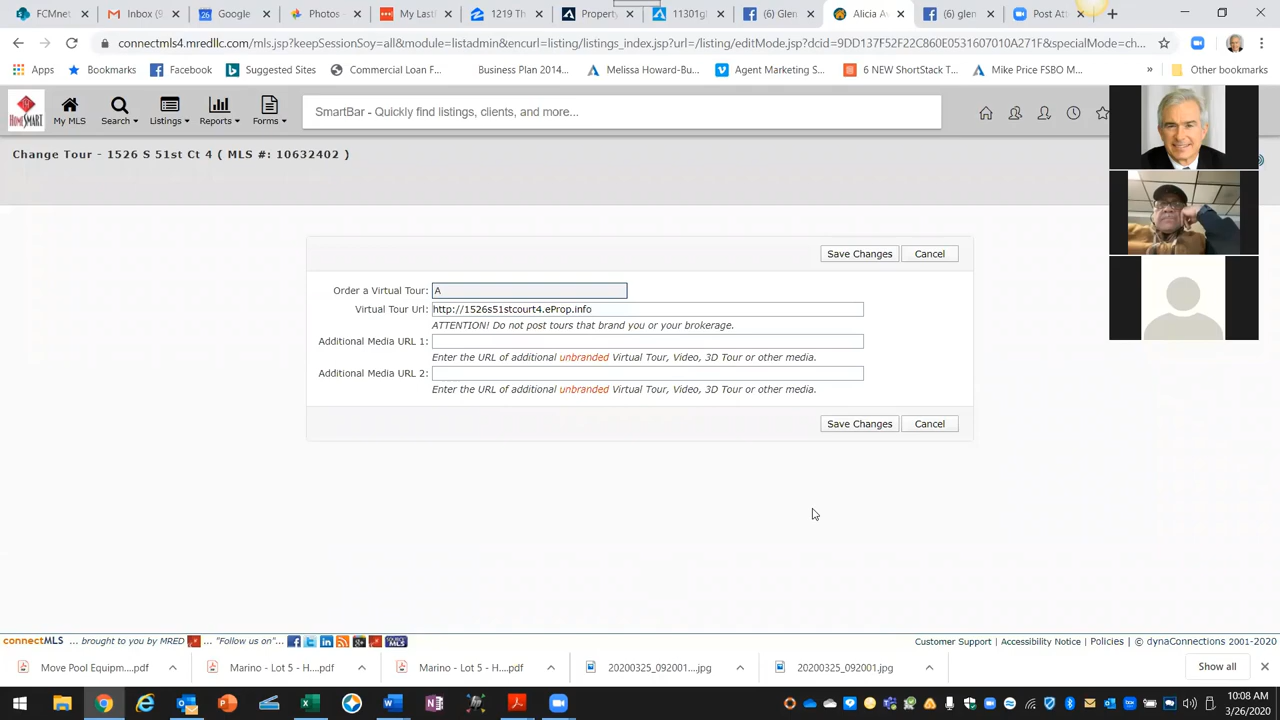 FCMnet
Inbox (9
26 Google
Photos -
My Last
1219 Th
Property
11301gl
(6) Glen
Alicia Av
(6) glen
Post Att
connectmls4.mredllc.com/mls.jsp?keepSessionSoy=all&module=listadmin&encurl=listing/listings_index.jsp?url=/listing/editMode.jsp?dcid=9DD137F52F22C860E0531607010A271F&specialMode=ch...
Apps
Bookmarks
Facebook
Suggested Sites
Commercial Loan F...
Business Plan 2014...
Melissa Howard-Bu...
Agent Marketing S...
6 NEW ShortStack T...
Mike Price FSBO M...
»
Other bookmarks
HOMESMART
My MLS
Search
Listings
Reports
Forms
SmartBar - Quickly find listings, clients, and more...
Change Tour - 1526 S 51st Ct 4 ( MLS #: 10632402 )
Save Changes
Cancel
Order a Virtual Tour: A
Virtual Tour Url: http://1526s51stcourt4.eProp.info
ATTENTION! Do not post tours that brand you or your brokerage.
Additional Media URL 1:
Enter the URL of additional unbranded Virtual Tour, Video, 3D Tour or other media.
Additional Media URL 2:
Enter the URL of additional unbranded Virtual Tour, Video, 3D Tour or other media.
Save Changes
Cancel
connectMLS ... brought to you by MRED ... "Follow us on"...
Customer Support | Accessibility Notice | Policies | © dynaConnections 2001-2020
Move Pool Equipm....pdf
Marino - Lot 5 - H....pdf
Marino - Lot 5 - H....pdf
20200325_092001....jpg
20200325_092001.jpg
Show all
10:08 AM
3/26/2020